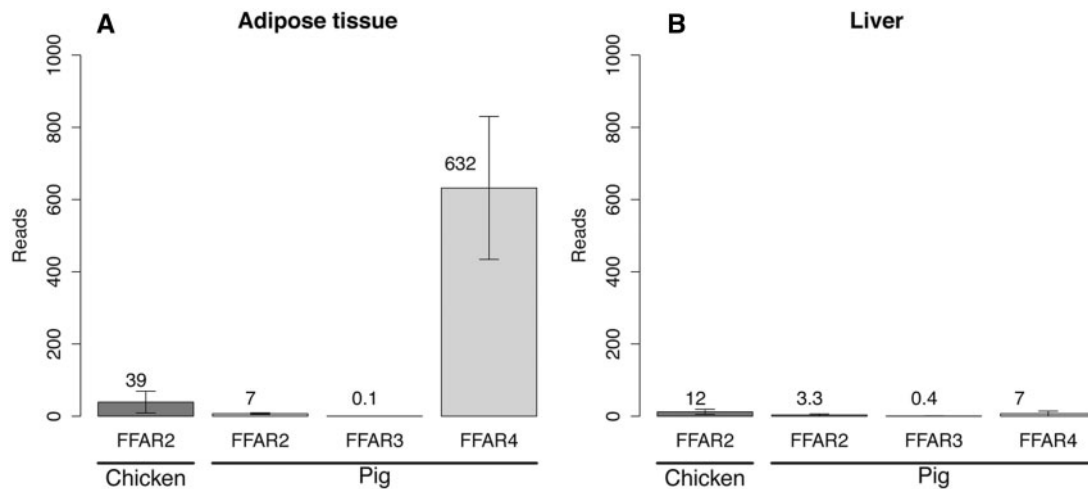 A Adipose tissue
1000
800
600
400
200
0
Reads
39
7
0.1
632
FFAR2 FFAR2 FFAR3 FFAR4
Chicken Pig
B Liver
1000
800
600
400
200
0
Reads
12
3.3
0.4
7
FFAR2 FFAR2 FFAR3 FFAR4
Chicken Pig